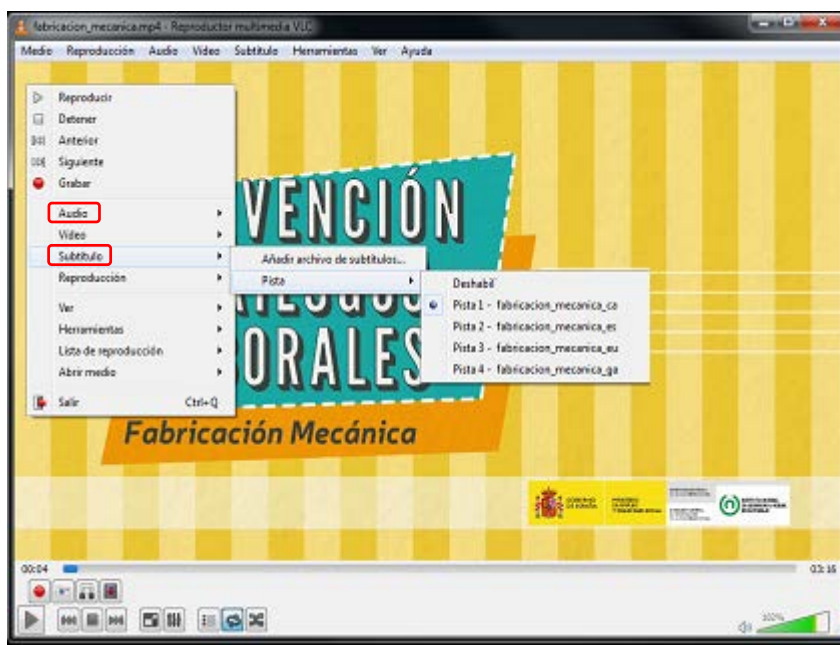 fabricacion_mecanica.mp4 - Reproductor multimedia VLC
Medio Reproducción Audio Vídeo Subtítulo Herramientas Ver Ayuda
Reproducir
Detener
Anterior
Siguiente
Grabar
Audio
Vídeo
Subtítulo
Reproducción
Ver
Herramientas
Lista de reproducción
Abrir medio
Salir Ctrl+Q
Añadir archivo de subtítulos...
Pista
Deshabil
Pista 1 - fabricacion_mecanica_ca
Pista 2 - fabricacion_mecanica_es
Pista 3 - fabricacion_mecanica_eu
Pista 4 - fabricacion_mecanica_ga
VENCIÓN
ORALES
Fabricación Mecánica
GOBIERNO
DE ESPAÑA
00:04 03:16
100%